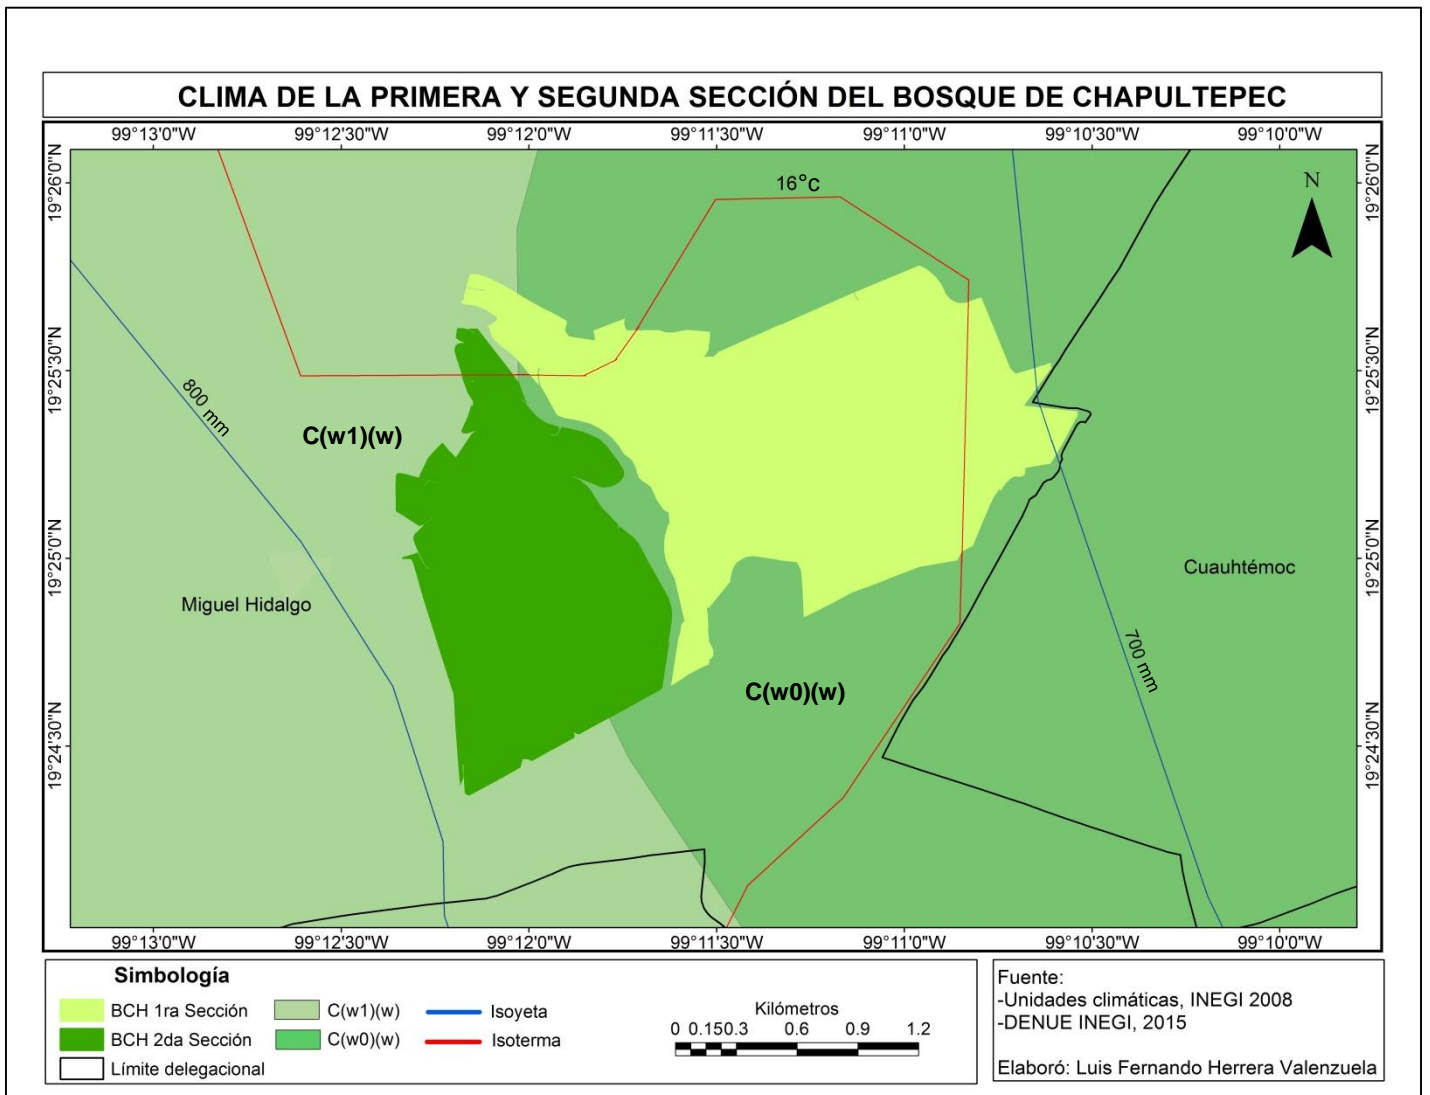 CLIMA DE LA PRIMERA Y SEGUNDA SECCIÓN DEL BOSQUE DE CHAPULTEPEC
99°13'0"W 99°12'30"W 99°12'0"W 99°11'30"W 99°11'0"W 99°10'30"W 99°10'0"W
19°26'0"N
19°25'30"N
19°25'0"N
19°24'30"N
16°c
N
800 mm
C(w1)(w)
Miguel Hidalgo
Cuauhtémoc
700 mm
C(w0)(w)
19°26'0"N
19°25'30"N
19°25'0"N
19°24'30"N
99°13'0"W 99°12'30"W 99°12'0"W 99°11'30"W 99°11'0"W 99°10'30"W 99°10'0"W
Simbología
BCH 1ra Sección
BCH 2da Sección
Límite delegacional
C(w1)(w)
C(w0)(w)
Isoyeta
Isoterma
Kilómetros
0 0.150.3 0.6 0.9 1.2
Fuente:
-Unidades climáticas, INEGI 2008
-DENUE INEGI, 2015
Elaboró: Luis Fernando Herrera Valenzuela